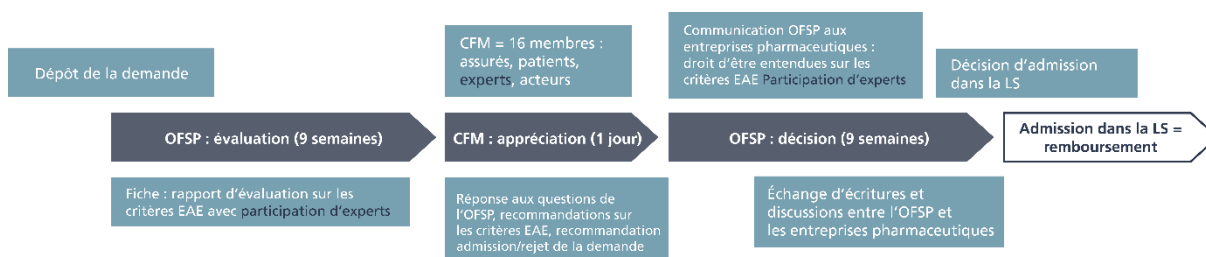 Dépôt de la demande
CFM = 16 membres :
assurés, patients,
experts, acteurs
Communication OFSP aux
entreprises pharmaceutiques :
droit d'être entendues sur les
critères EAE Participation d'experts
Décision d'admission
dans la LS
OFSP : évaluation (9 semaines)
CFM : appréciation (1 jour)
OFSP : décision (9 semaines)
Admission dans la LS =
remboursement
Fiche : rapport d'évaluation sur les
critères EAE avec participation d'experts
Réponse aux questions de
l'OFSP, recommandations sur
les critères EAE, recommandation
admission/rejet de la demande
Échange d'écritures et
discussions entre l'OFSP et
les entreprises pharmaceutiques